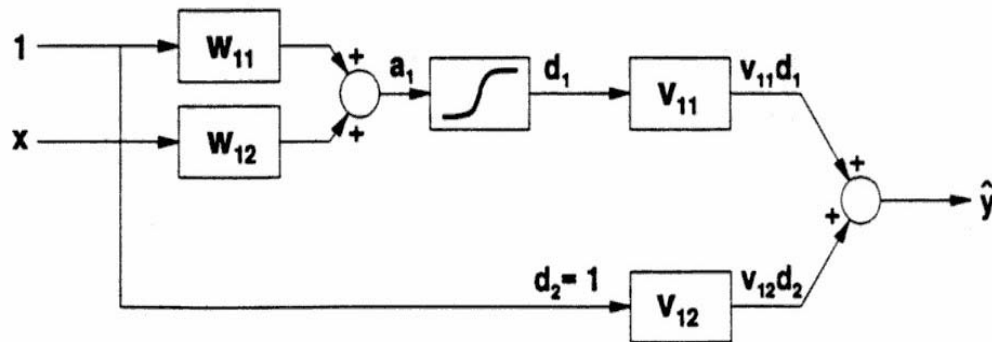 1 W₁₁ + a₁ d₁ V₁₁ v₁₁d₁
x W₁₂ +
+ ŷ
+
d₂= 1 V₁₂ v₁₂d₂